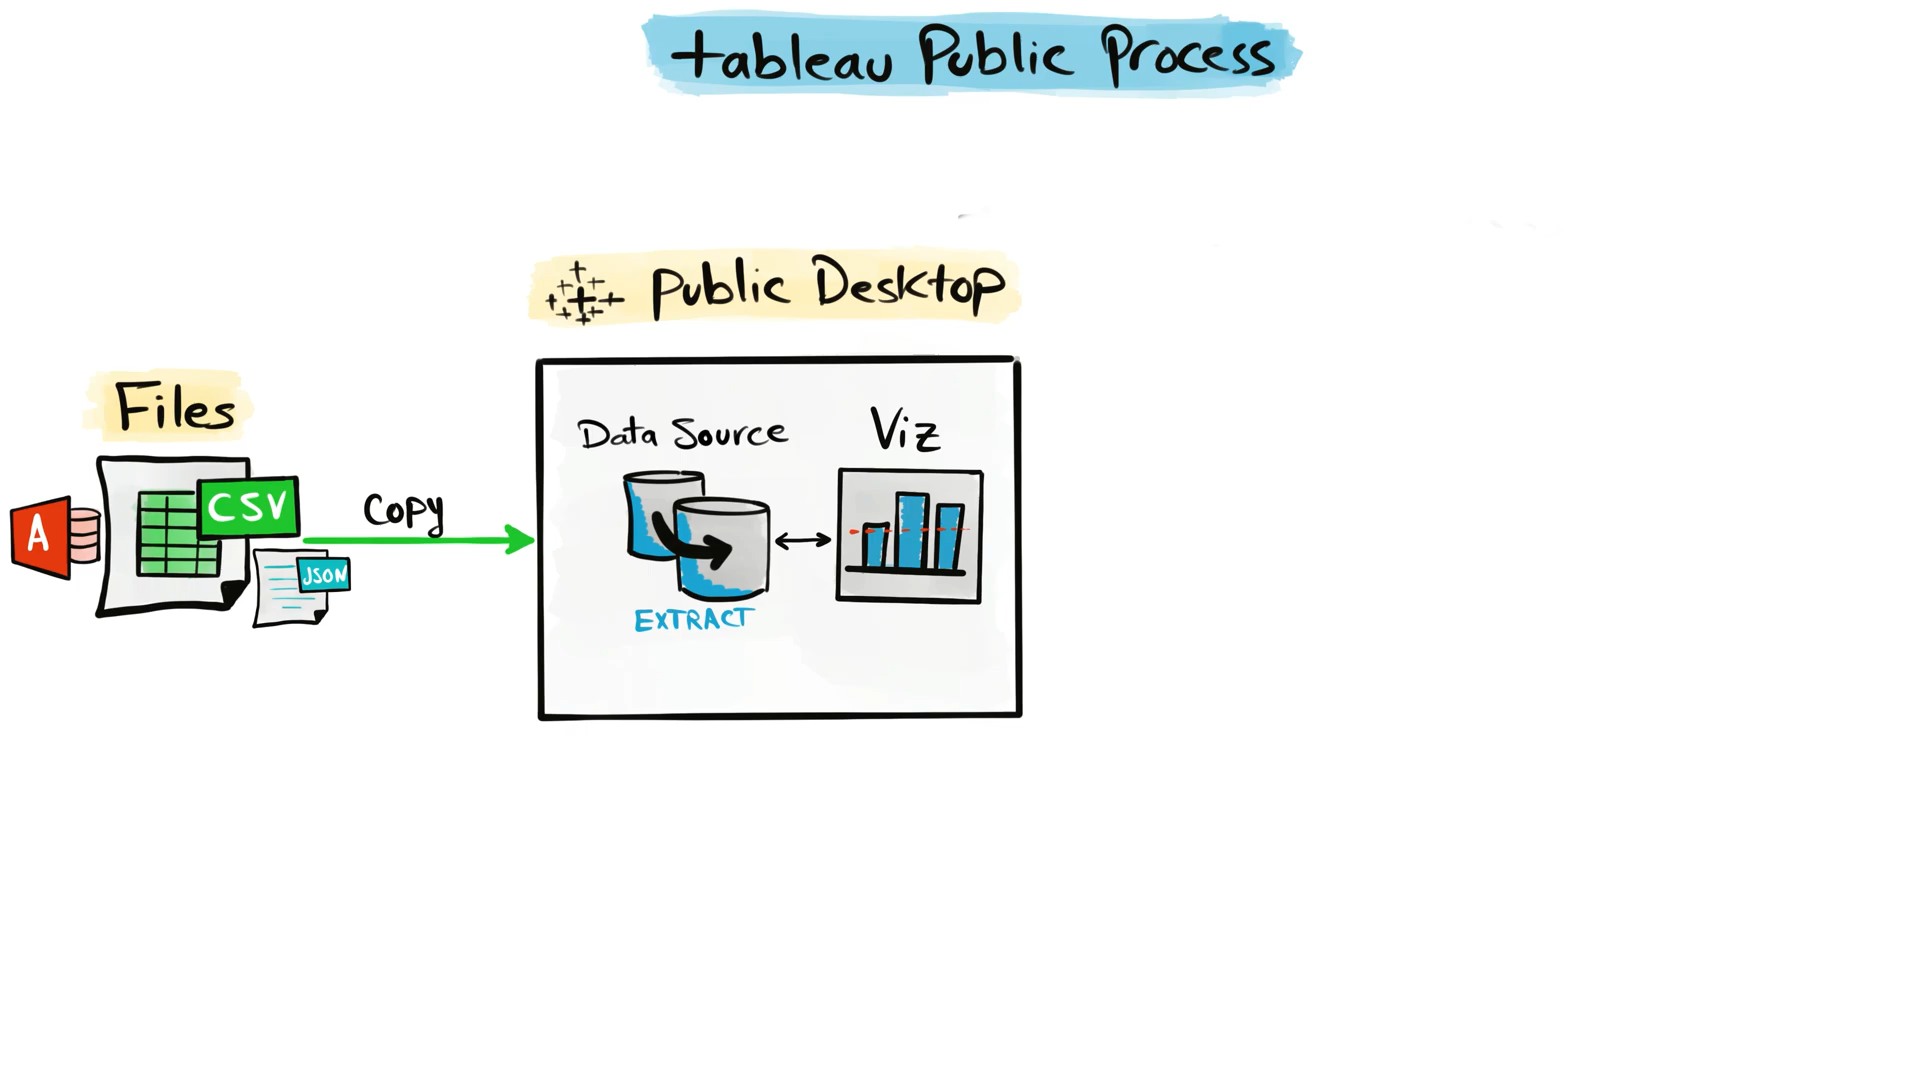 tableau Public Process
Public Desktop
Files
Data Source
Viz
A
CSV
Copy
JSON
EXTRACT